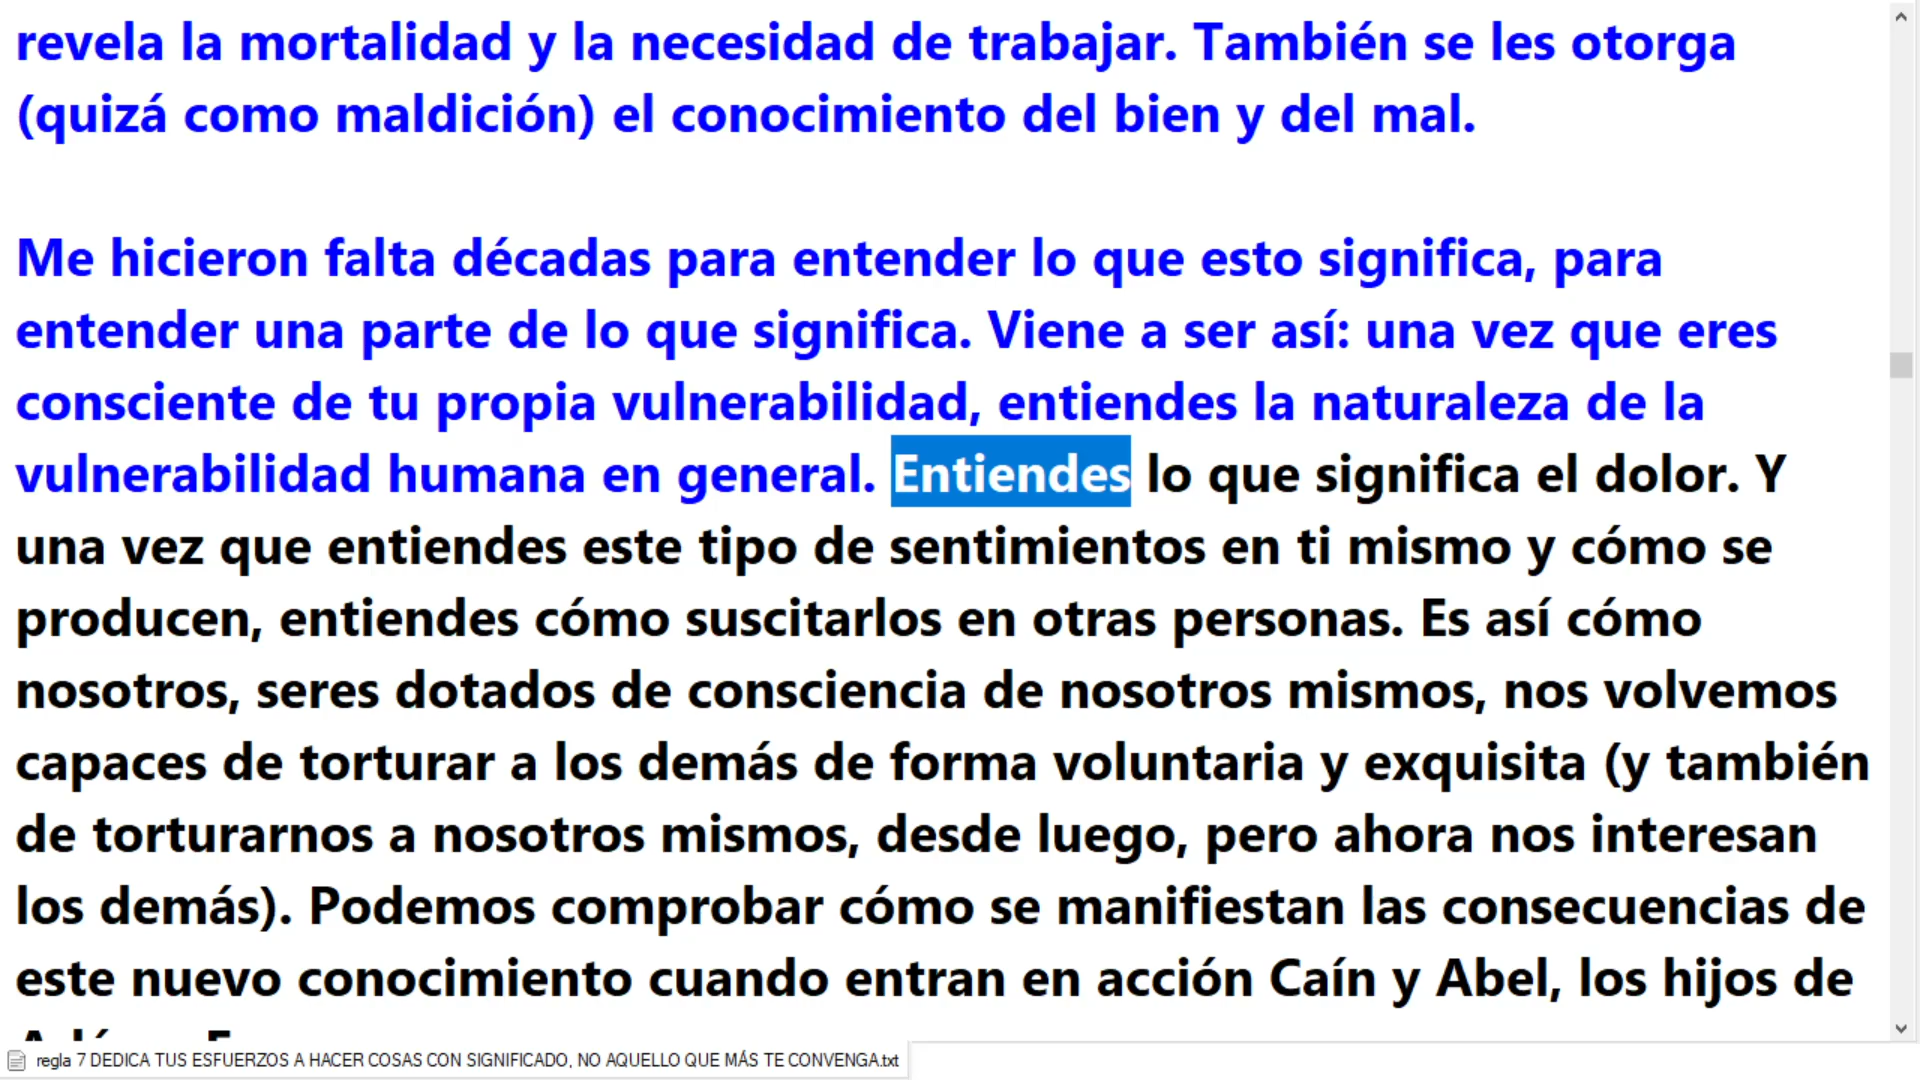 revela la mortalidad y la necesidad de trabajar. También se les otorga
(quizá como maldición) el conocimiento del bien y del mal.
Me hicieron falta décadas para entender lo que esto significa, para
entender una parte de lo que significa. Viene a ser así: una vez que eres
consciente de tu propia vulnerabilidad, entiendes la naturaleza de la
vulnerabilidad humana en general. Entiendes lo que significa el dolor. Y
una vez que entiendes este tipo de sentimientos en ti mismo y cómo se
producen, entiendes cómo suscitarlos en otras personas. Es así cómo
nosotros, seres dotados de consciencia de nosotros mismos, nos volvemos
capaces de torturar a los demás de forma voluntaria y exquisita (y también
de torturarnos a nosotros mismos, desde luego, pero ahora nos interesan
los demás). Podemos comprobar cómo se manifiestan las consecuencias de
este nuevo conocimiento cuando entran en acción Caín y Abel, los hijos de
regla 7 DEDICA TUS ESFUERZOS A HACER COSAS CON SIGNIFICADO, NO AQUELLO QUE MÁS TE CONVENGA.txt